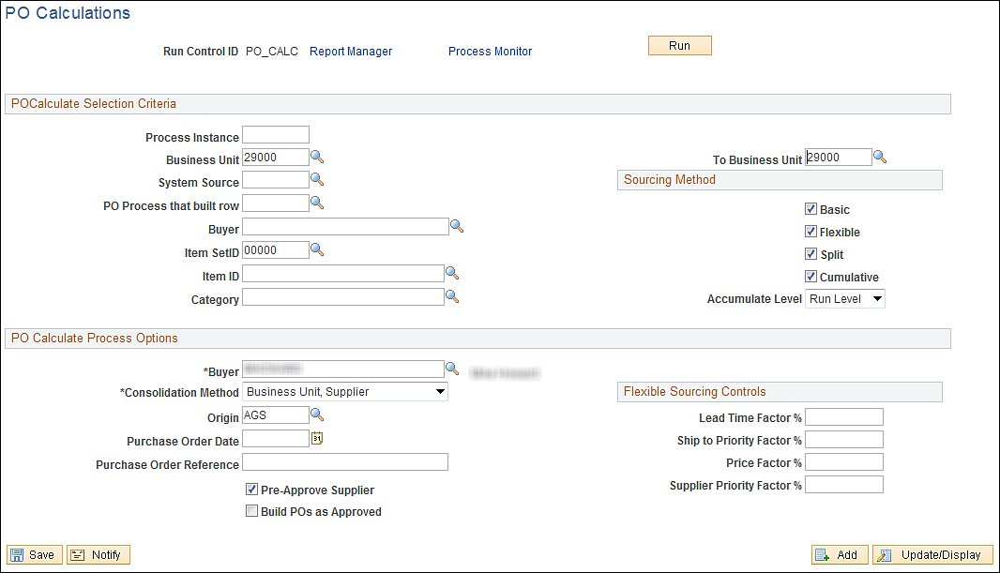 PO Calculations
Run Control ID PO_CALC Report Manager Process Monitor Run
POCalculate Selection Criteria
Process Instance
Business Unit 29000 To Business Unit 29000
System Source Sourcing Method
PO Process that built row Basic
Buyer Flexible
Item SetID 00000 Split
Item ID Cumulative
Category Accumulate Level Run Level
PO Calculate Process Options
*Buyer
*Consolidation Method Business Unit, Supplier Flexible Sourcing Controls
Origin AGS Lead Time Factor %
Purchase Order Date 31 Ship to Priority Factor %
Purchase Order Reference Price Factor %
Supplier Priority Factor %
Pre-Approve Supplier
Build POs as Approved
Save Notify Add Update/Display